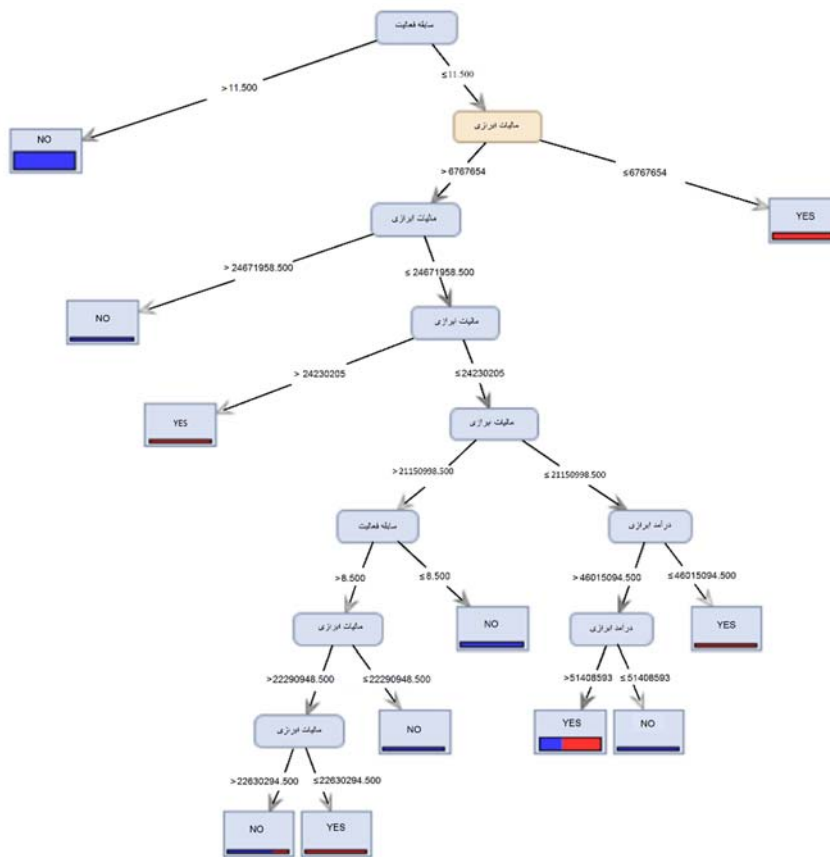 سابقه فعالیت
>11.500
≤11.500
NO
مالیات ابرازی
>6767654
≤6767654
مالیات ابرازی
YES
> 24671958.500
≤ 24671958.500
NO
مالیات ابرازی
> 24230205
≤24230205
YES
مالیات ابرازی
>21150998.500
≤21150998.500
سابقه فعالیت
درآمد ابرازی
>8.500
≤8.500
>46015094.500
≤46015094.500
مالیات ابرازی
NO
درآمد ابرازی
YES
>22290948.500
≤22290948.500
>51408593
≤51408593
مالیات ابرازی
NO
YES
NO
>22630294.500
≤22630294.500
NO
YES